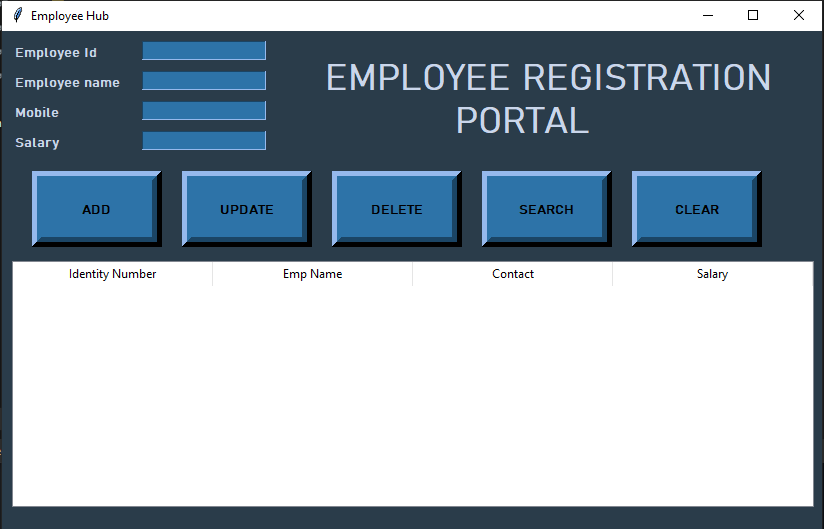 Employee Hub
Employee Id
Employee name
Mobile
Salary
EMPLOYEE REGISTRATION
PORTAL
ADD
UPDATE
DELETE
SEARCH
CLEAR
Identity Number
Emp Name
Contact
Salary